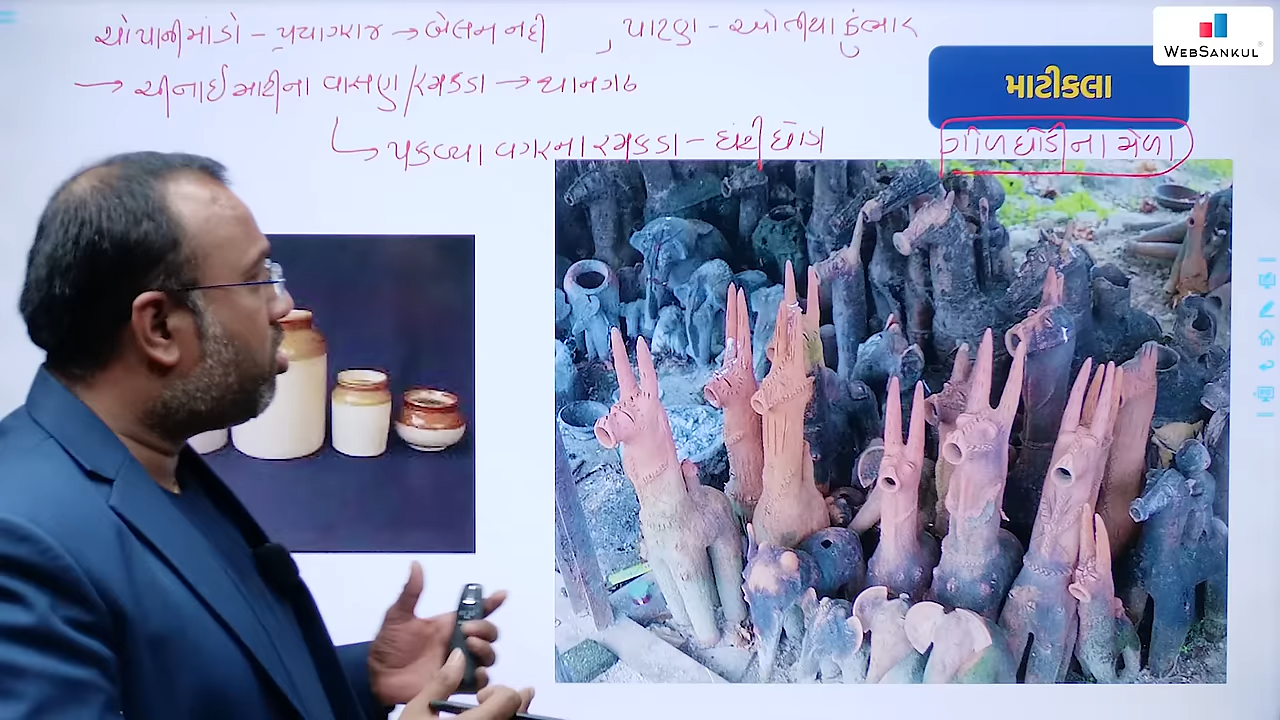 ચોપાનીમાંડો - પ્રયાગરાજ → બેલન નદી , પાટણ - ઓતીયા કુંભાર
WEBSANKUL
→ ચીનાઈ માટીના વાસણ/રમકડા → થાનગઢ
માટીકલા
↳ પકવ્યા વગરના રમકડા -
ગોળ ઘોડીના મેળા